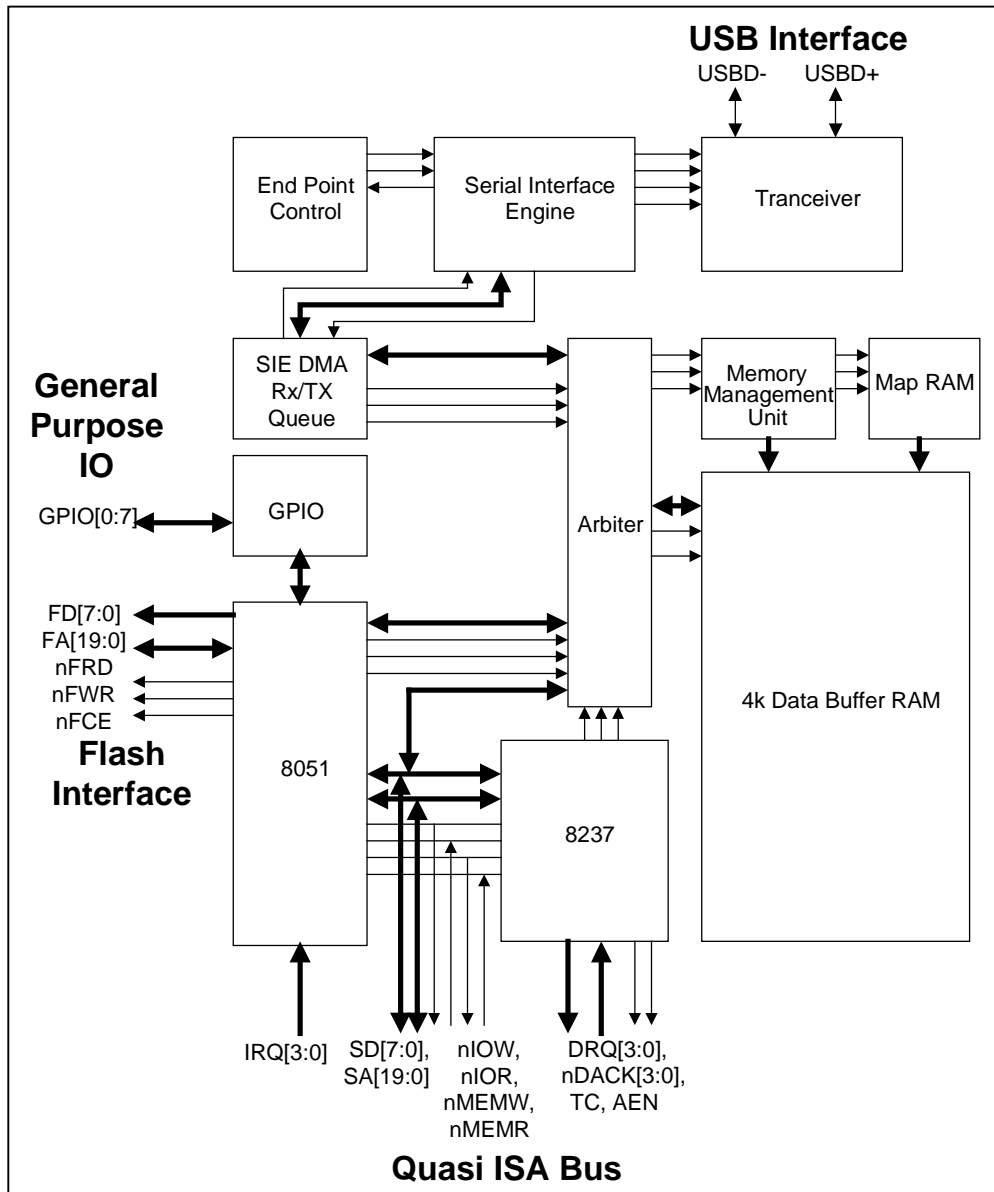 USB Interface
USBD-
USBD+
End Point
Control
Serial Interface
Engine
Tranceiver
SIE DMA
Rx/TX
Queue
Memory
Management
Unit
Map RAM
General
Purpose
IO
GPIO[0:7]
GPIO
Arbiter
FD[7:0]
FA[19:0]
nFRD
nFWR
nFCE
Flash
Interface
8051
8237
4k Data Buffer RAM
IRQ[3:0]
SD[7:0],
SA[19:0]
nIOW,
nIOR,
nMEMW,
nMEMR
DRQ[3:0],
nDACK[3:0],
TC, AEN
Quasi ISA Bus